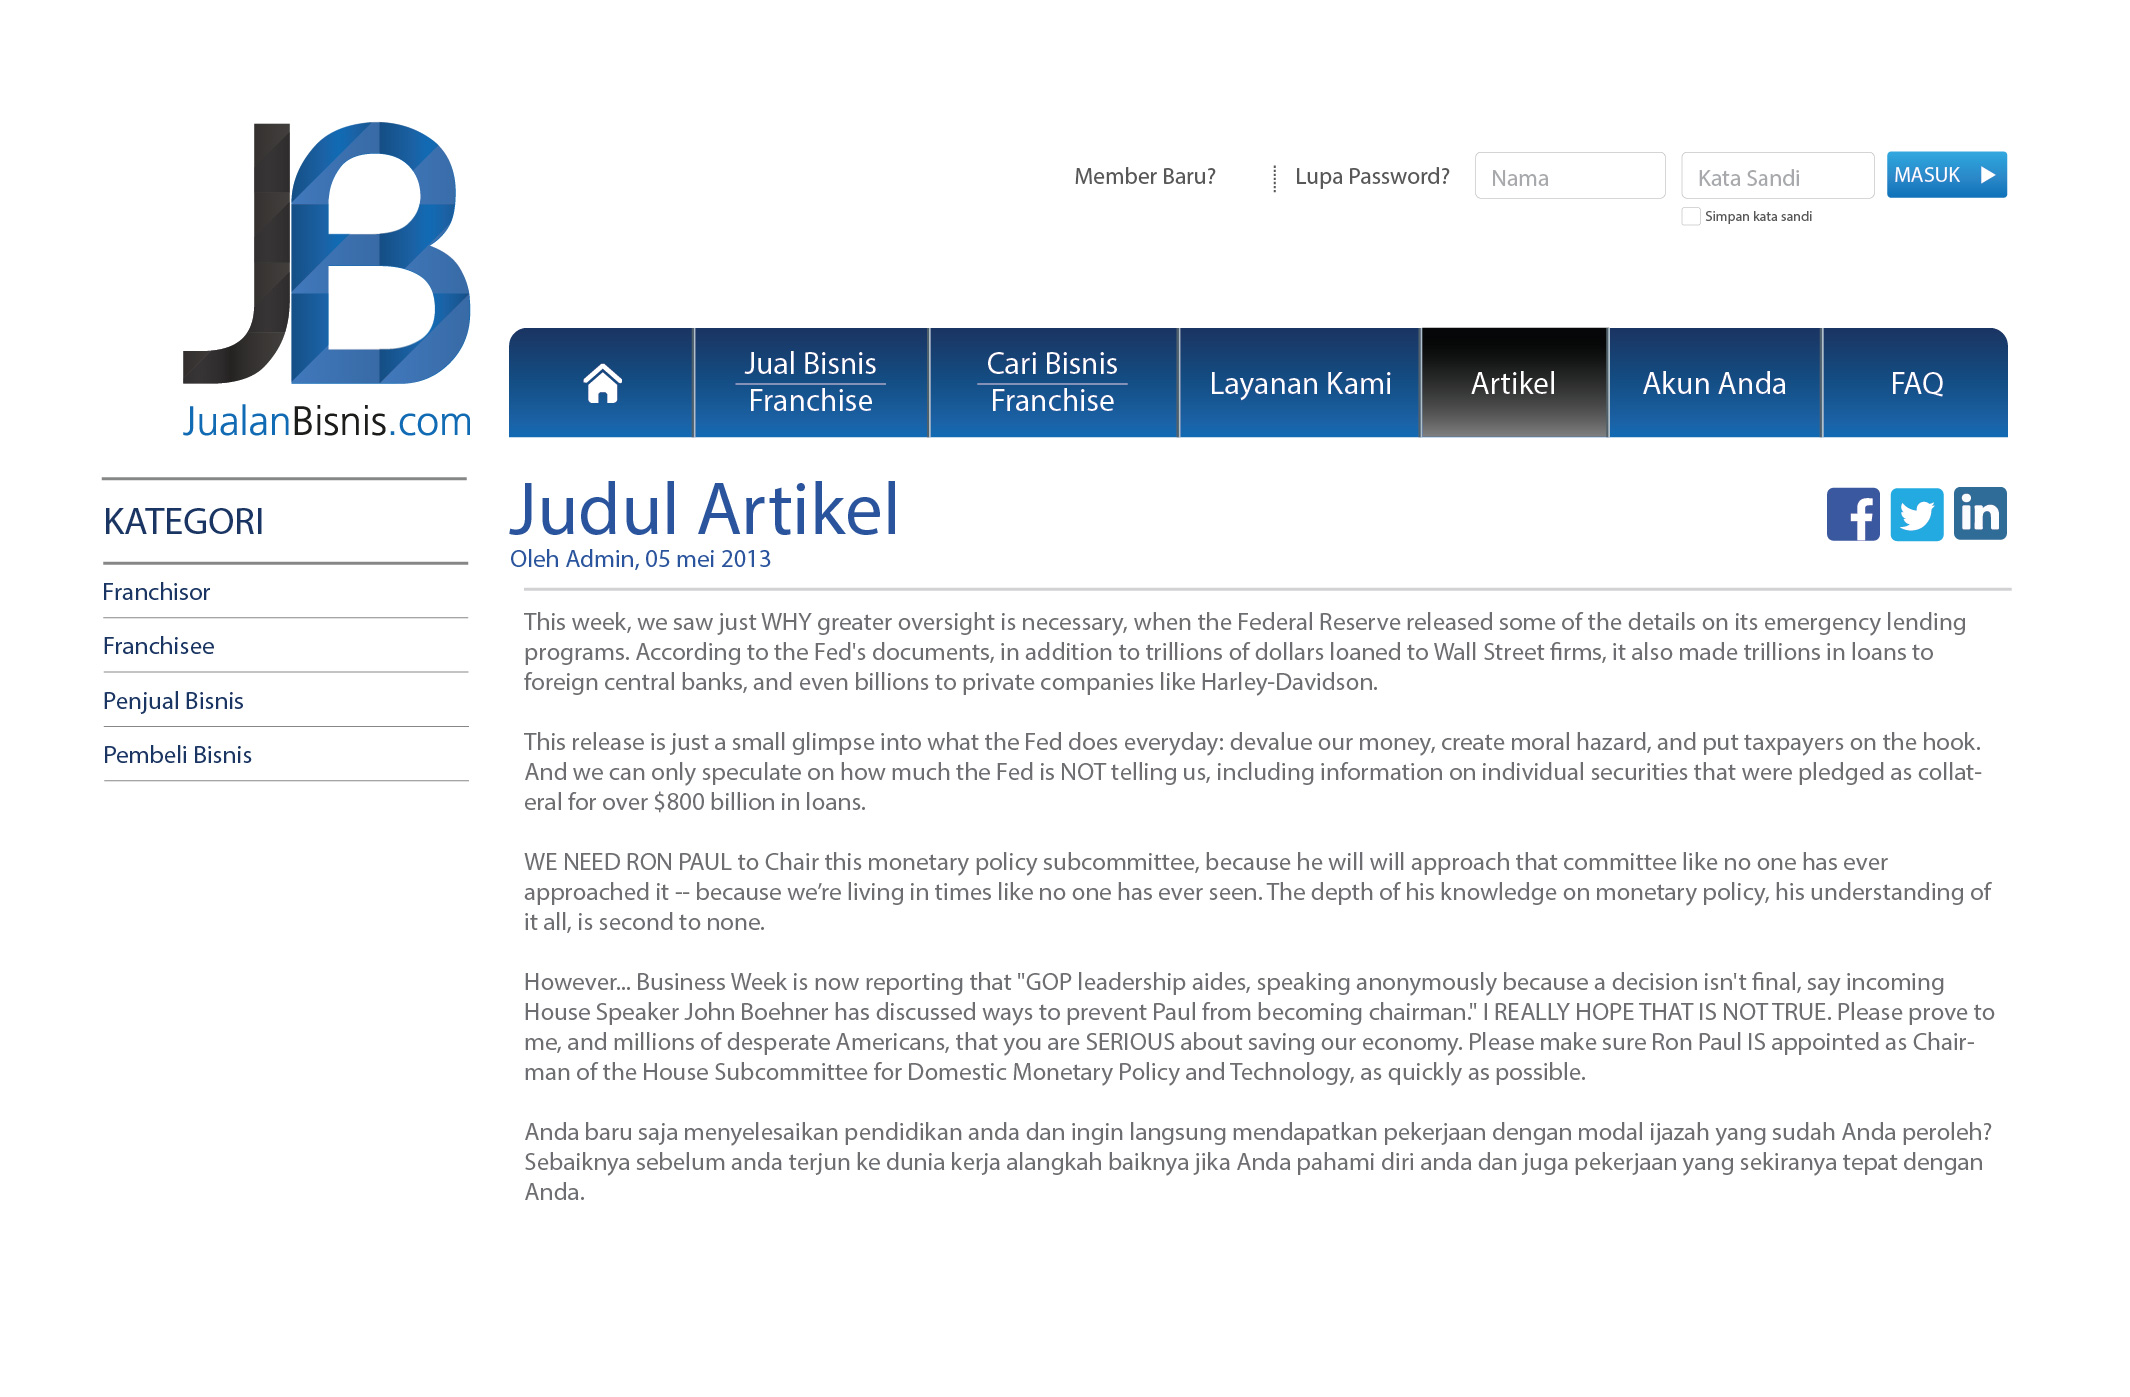 JB
JualanBisnis.com
Member Baru?
Lupa Password?
Nama
Kata Sandi
MASUK
Simpan kata sandi
Jual Bisnis
Franchise
Cari Bisnis
Franchise
Layanan Kami
Artikel
Akun Anda
FAQ
KATEGORI
Franchisor
Franchisee
Penjual Bisnis
Pembeli Bisnis
Judul Artikel
Oleh Admin, 05 mei 2013
f
in
This week, we saw just WHY greater oversight is necessary, when the Federal Reserve released some of the details on its emergency lending
programs. According to the Fed's documents, in addition to trillions of dollars loaned to Wall Street firms, it also made trillions in loans to
foreign central banks, and even billions to private companies like Harley-Davidson.
This release is just a small glimpse into what the Fed does everyday: devalue our money, create moral hazard, and put taxpayers on the hook.
And we can only speculate on how much the Fed is NOT telling us, including information on individual securities that were pledged as collat-
eral for over $800 billion in loans.
WE NEED RON PAUL to Chair this monetary policy subcommittee, because he will will approach that committee like no one has ever
approached it -- because we’re living in times like no one has ever seen. The depth of his knowledge on monetary policy, his understanding of
it all, is second to none.
However... Business Week is now reporting that "GOP leadership aides, speaking anonymously because a decision isn't final, say incoming
House Speaker John Boehner has discussed ways to prevent Paul from becoming chairman." I REALLY HOPE THAT IS NOT TRUE. Please prove to
me, and millions of desperate Americans, that you are SERIOUS about saving our economy. Please make sure Ron Paul IS appointed as Chair-
man of the House Subcommittee for Domestic Monetary Policy and Technology, as quickly as possible.
Anda baru saja menyelesaikan pendidikan anda dan ingin langsung mendapatkan pekerjaan dengan modal ijazah yang sudah Anda peroleh?
Sebaiknya sebelum anda terjun ke dunia kerja alangkah baiknya jika Anda pahami diri anda dan juga pekerjaan yang sekiranya tepat dengan
Anda.